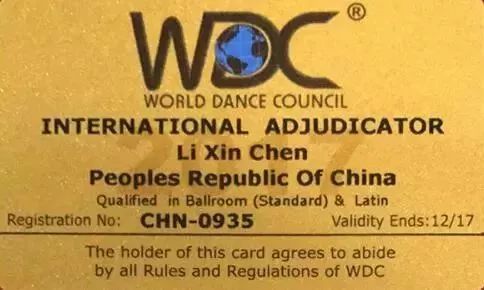 WDC®
WORLD DANCE COUNCIL
2017
INTERNATIONAL ADJUDICATOR
Li Xin Chen
Peoples Republic Of China
Qualified in Ballroom (Standard) & Latin
Registration No: CHN-0935 Validity Ends:12/17
The holder of this card agrees to abide
by all Rules and Regulations of WDC